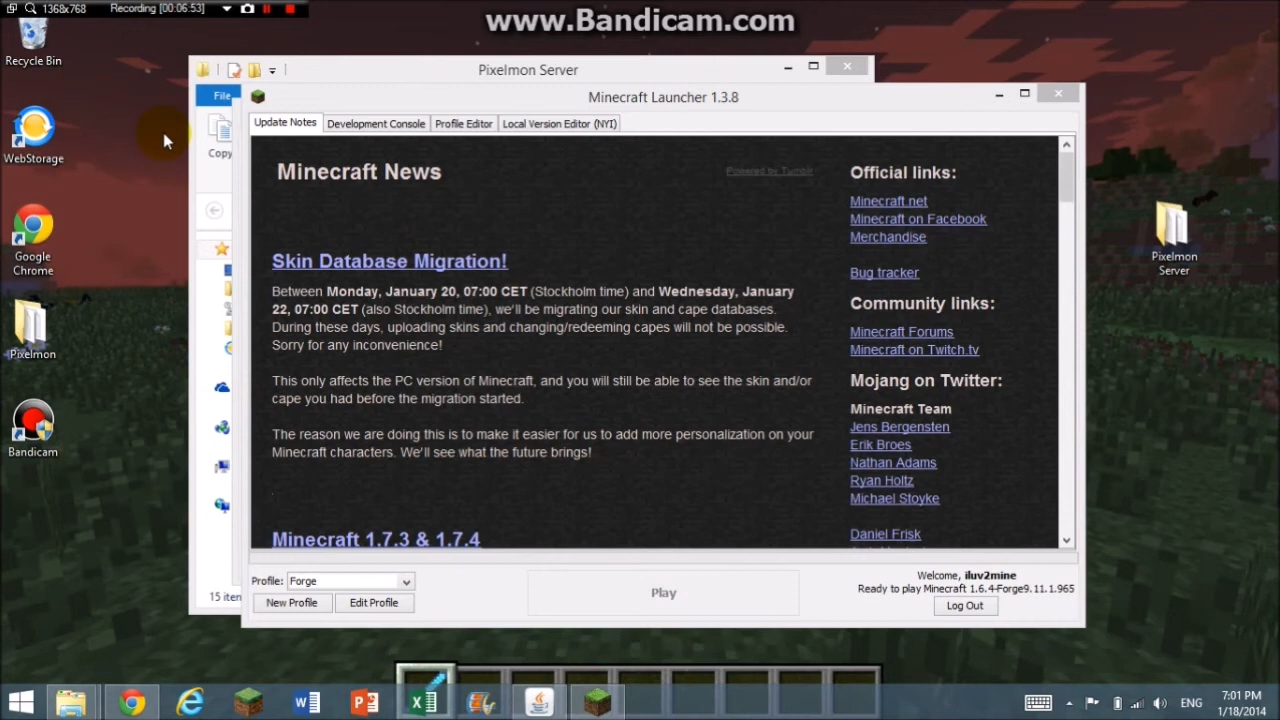 1368x768 Recording [00:06:53]
www.Bandicam.com
Recycle Bin
WebStorage
Google
Chrome
Pixelmon
Bandicam
Pixelmon Server
File
Copy
15 iten
Minecraft Launcher 1.3.8
Update Notes Development Console Profile Editor Local Version Editor (NYI)
Minecraft News
Powered by Tumblr
Skin Database Migration!
Between Monday, January 20, 07:00 CET (Stockholm time) and Wednesday, January
22, 07:00 CET (also Stockholm time), we'll be migrating our skin and cape databases.
During these days, uploading skins and changing/redeeming capes will not be possible.
Sorry for any inconvenience!
This only affects the PC version of Minecraft, and you will still be able to see the skin and/or
cape you had before the migration started.
The reason we are doing this is to make it easier for us to add more personalization on your
Minecraft characters. We'll see what the future brings!
Minecraft 1.7.3 & 1.7.4
Official links:
Minecraft.net
Minecraft on Facebook
Merchandise
Bug tracker
Community links:
Minecraft Forums
Minecraft on Twitch.tv
Mojang on Twitter:
Minecraft Team
Jens Bergensten
Erik Broes
Nathan Adams
Ryan Holtz
Michael Stoyke
Daniel Frisk
Profile: Forge
New Profile Edit Profile
Play
Welcome, iluv2mine
Ready to play Minecraft 1.6.4-Forge9.11.1.965
Log Out
Pixelmon
Server
ENG
7:01 PM
1/18/2014